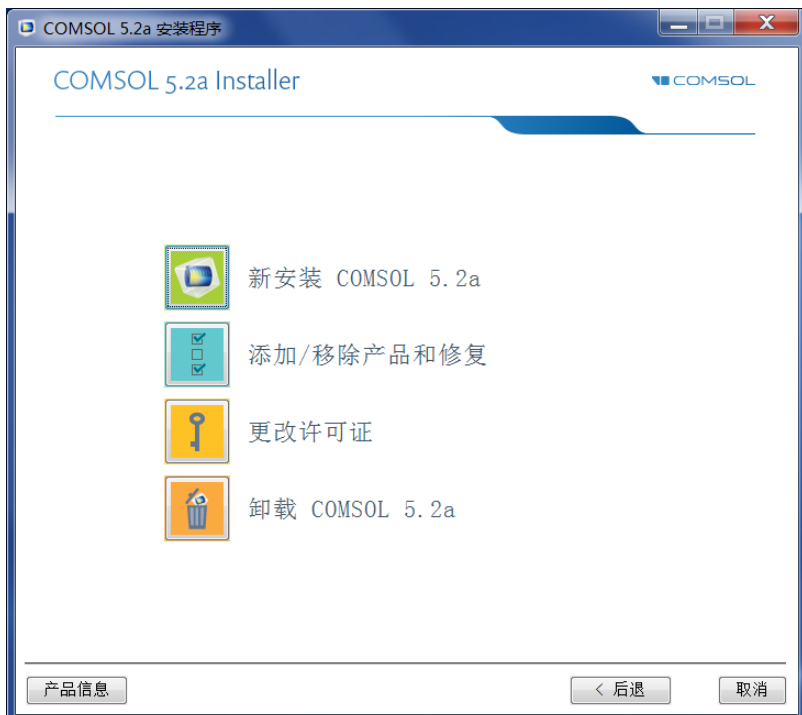 COMSOL 5.2a 安装程序
COMSOL 5.2a Installer
COMSOL
新安装 COMSOL 5.2a
添加/移除产品和修复
更改许可证
卸载 COMSOL 5.2a
产品信息
< 后退
取消